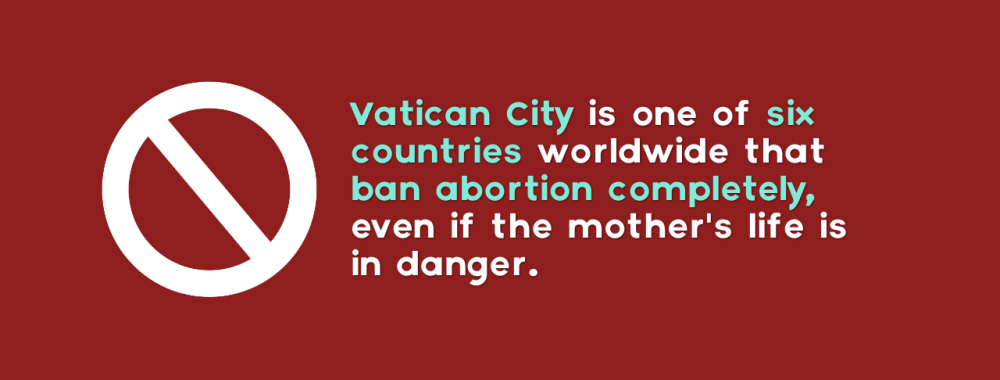 Vatican City is one of six
countries worldwide that
ban abortion completely,
even if the mother's life is
in danger.